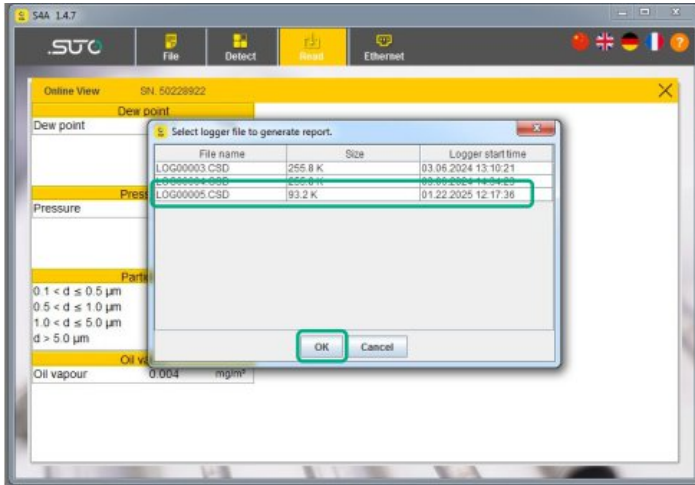 S4A 1.4.7
.SUTO
File
Detect
Read
Ethernet
Online View SN. 50228922
Dew point
Dew point
Select logger file to generate report.
File name Size Logger start time
LOG00003.CSD 255.8 K 03.06.2024 13:10:21
LOG00005.CSD 93.2 K 01.22.2025 12:17:36
Pressure
0.1 < d ≤ 0.5 µm
0.5 < d ≤ 1.0 µm
1.0 < d ≤ 5.0 µm
d > 5.0 µm
OK Cancel
Oil vapour 0.004 mg/m³